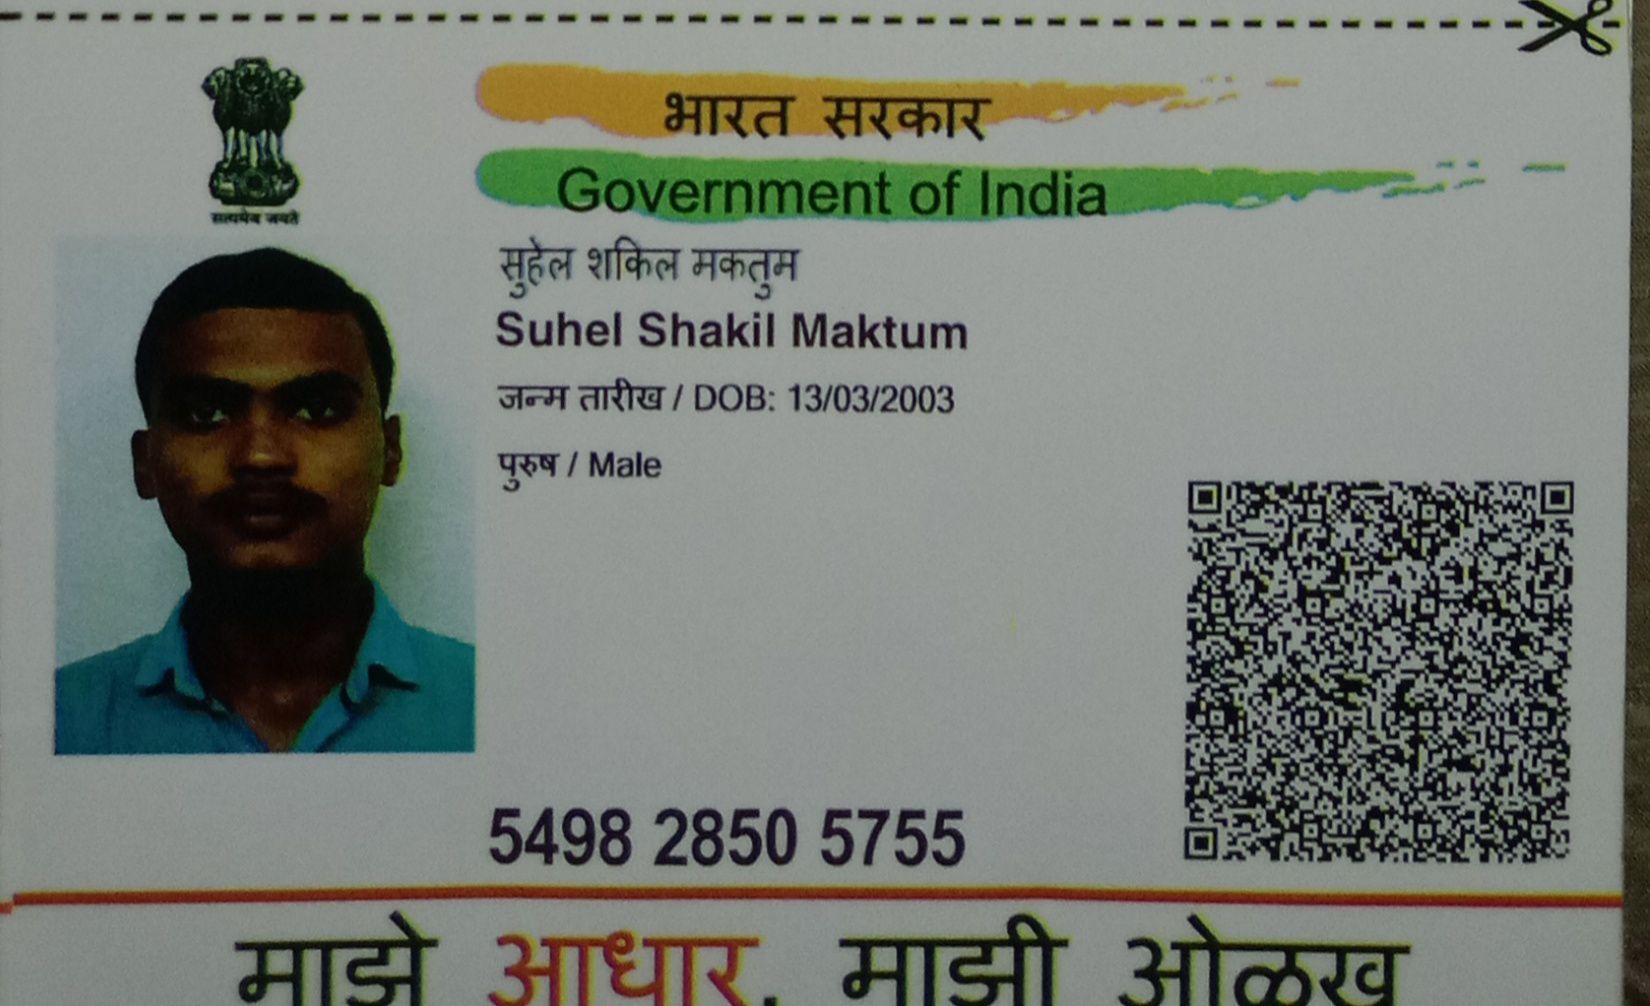 सत्यमेव जयते
भारत सरकार
Government of India
सुहेल शकिल मकतुम
Suhel Shakil Maktum
जन्म तारीख / DOB: 13/03/2003
पुरुष / Male
5498 2850 5755
माझे आधार, माझी ओळख